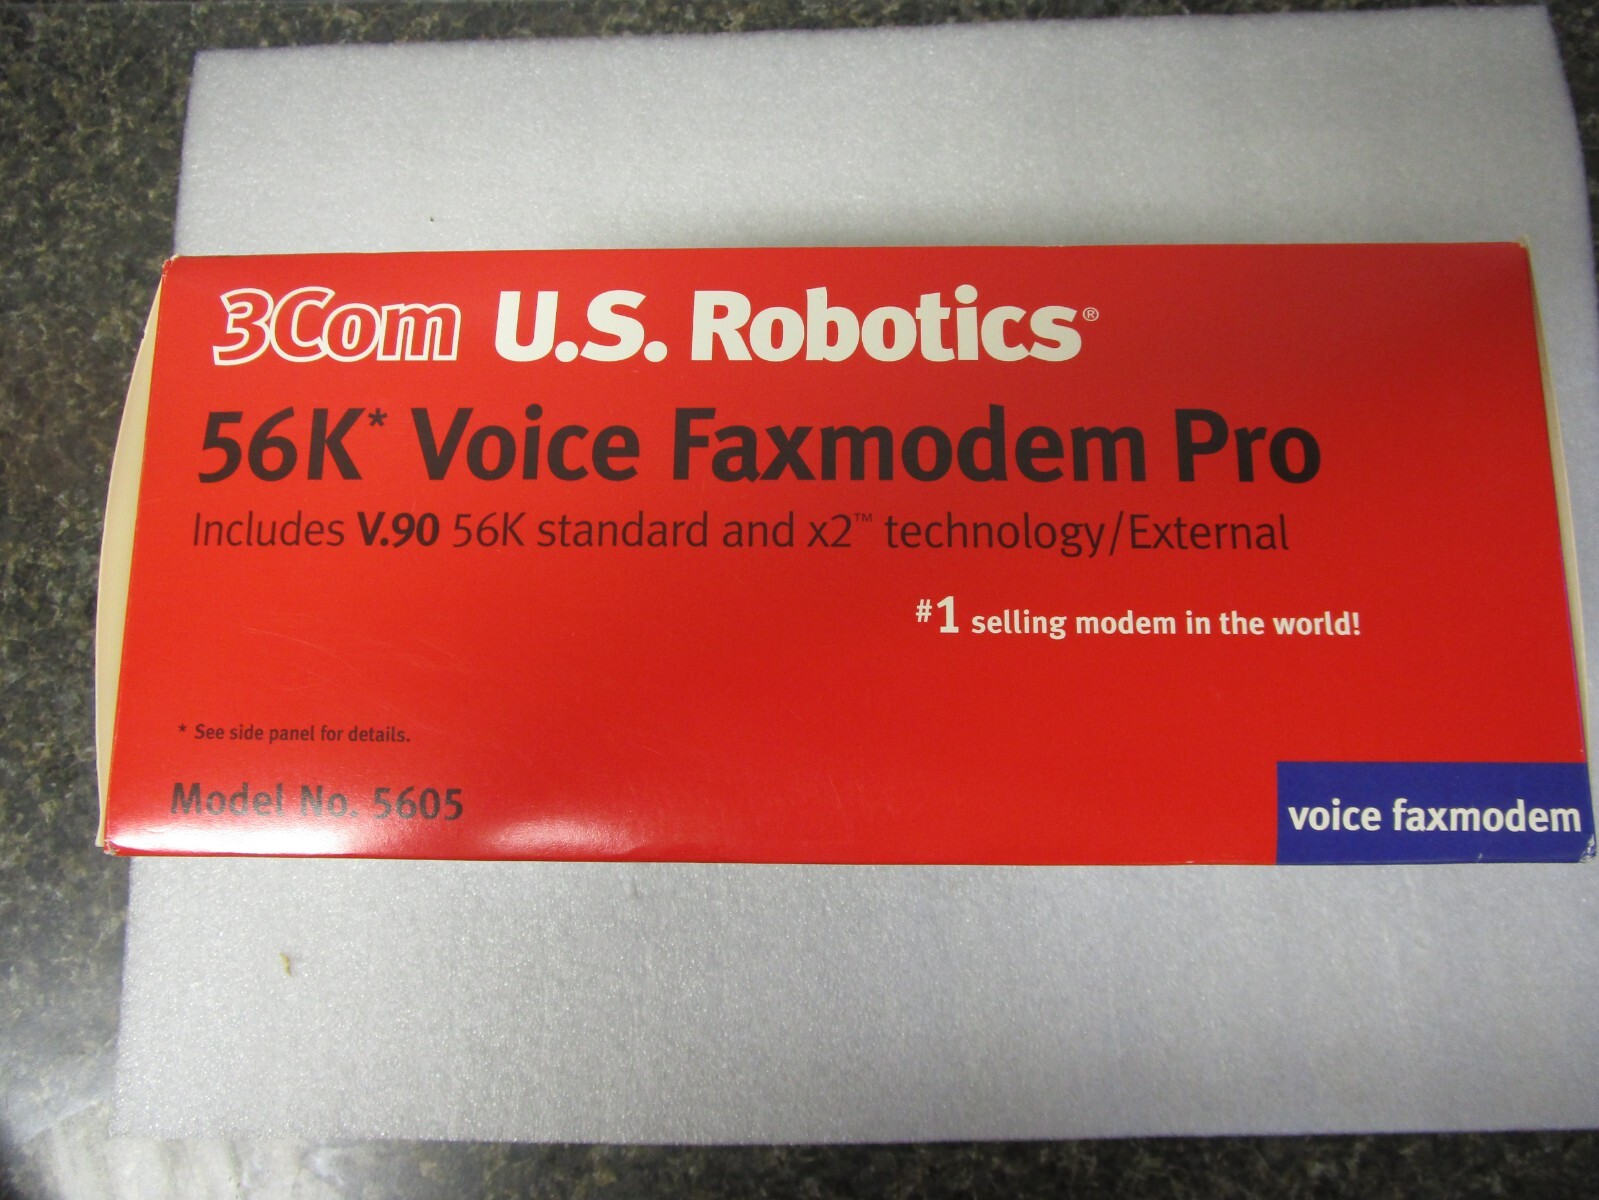 3Com U.S. Robotics®
56K* Voice Faxmodem Pro
Includes V.90 56K standard and x2™ technology/External
#1 selling modem in the world!
* See side panel for details.
Model No. 5605
voice faxmodem